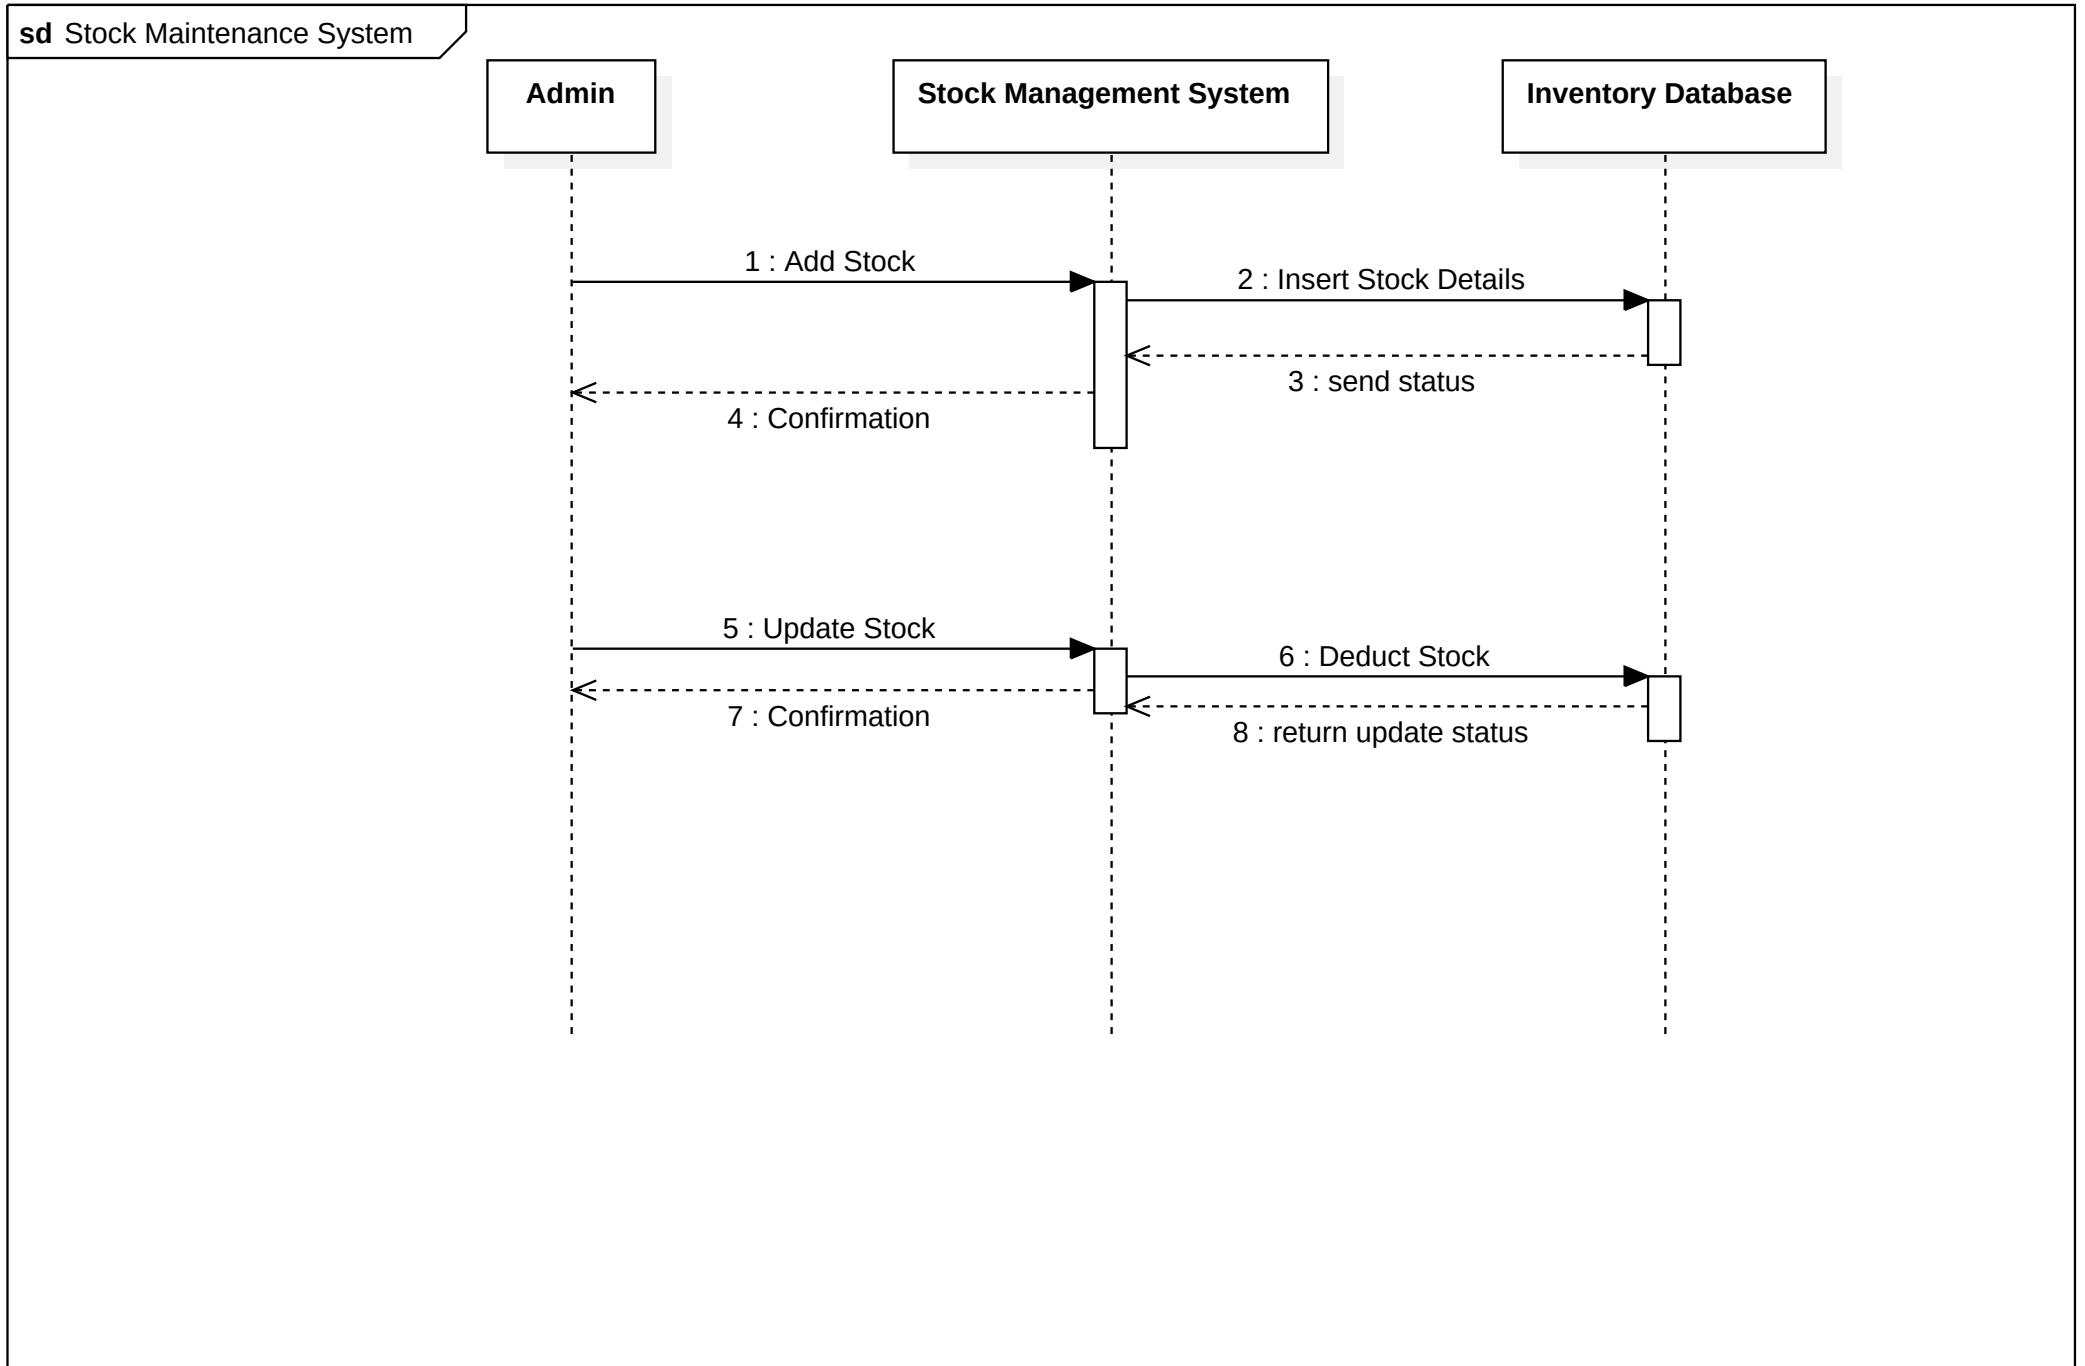 sd Stock Maintenance System
Admin
Stock Management System
Inventory Database
1 : Add Stock
2 : Insert Stock Details
3 : send status
4 : Confirmation
5 : Update Stock
6 : Deduct Stock
7 : Confirmation
8 : return update status